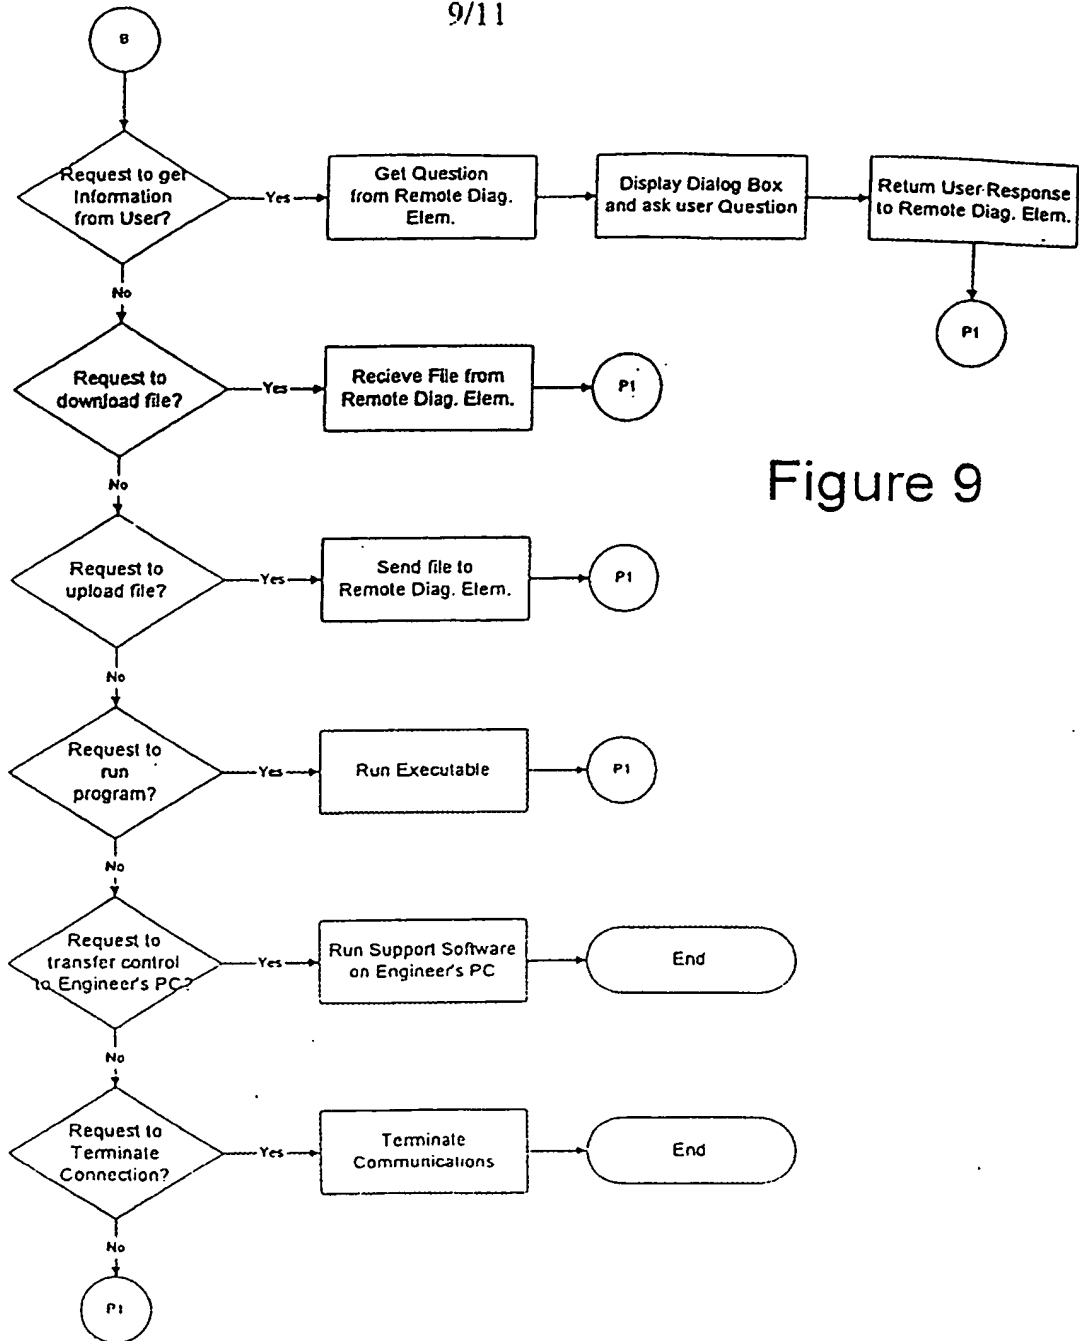 9/11
B
Request to get
Information
from User?
Yes
Get Question
from Remote Diag.
Elem.
Display Dialog Box
and ask user Question
Return User Response
to Remote Diag. Elem.
P1
No
Request to
download file?
Yes
Recieve File from
Remote Diag. Elem.
P1
Figure 9
No
Request to
upload file?
Yes
Send file to
Remote Diag. Elem.
P1
No
Request to
run
program?
Yes
Run Executable
P1
No
Request to
transfer control
to Engineer's PC?
Yes
Run Support Software
on Engineer's PC
End
No
Request to
Terminate
Connection?
Yes
Terminate
Communications
End
No
P1